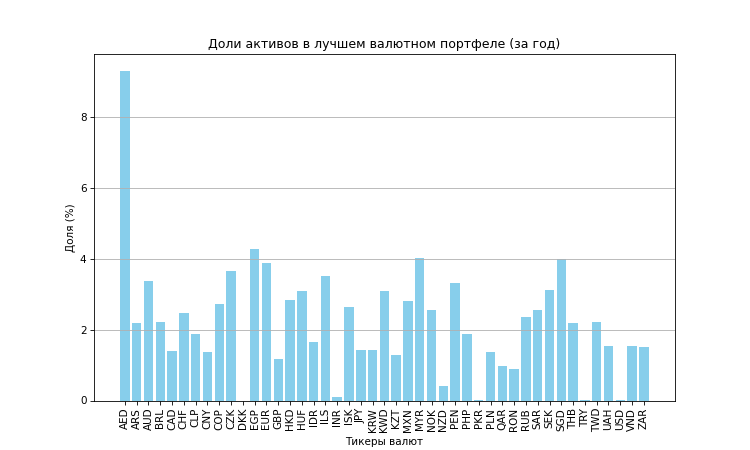 Доли активов в лучшем валютном портфеле (за год)
Доля (%)
8
6
4
2
0
AED ARS AUD BRL CAD CHF CLP CNY COP CZK DKK EGP EUR GBP HKD HUF IDR ILS INR ISK JPY KRW KWD KZT MXN MYR NOK NZD PEN PHP PKR PLN QAR RON RUB SAR SEK SGD THB TRY TWD UAH USD VND ZAR
Тикеры валют